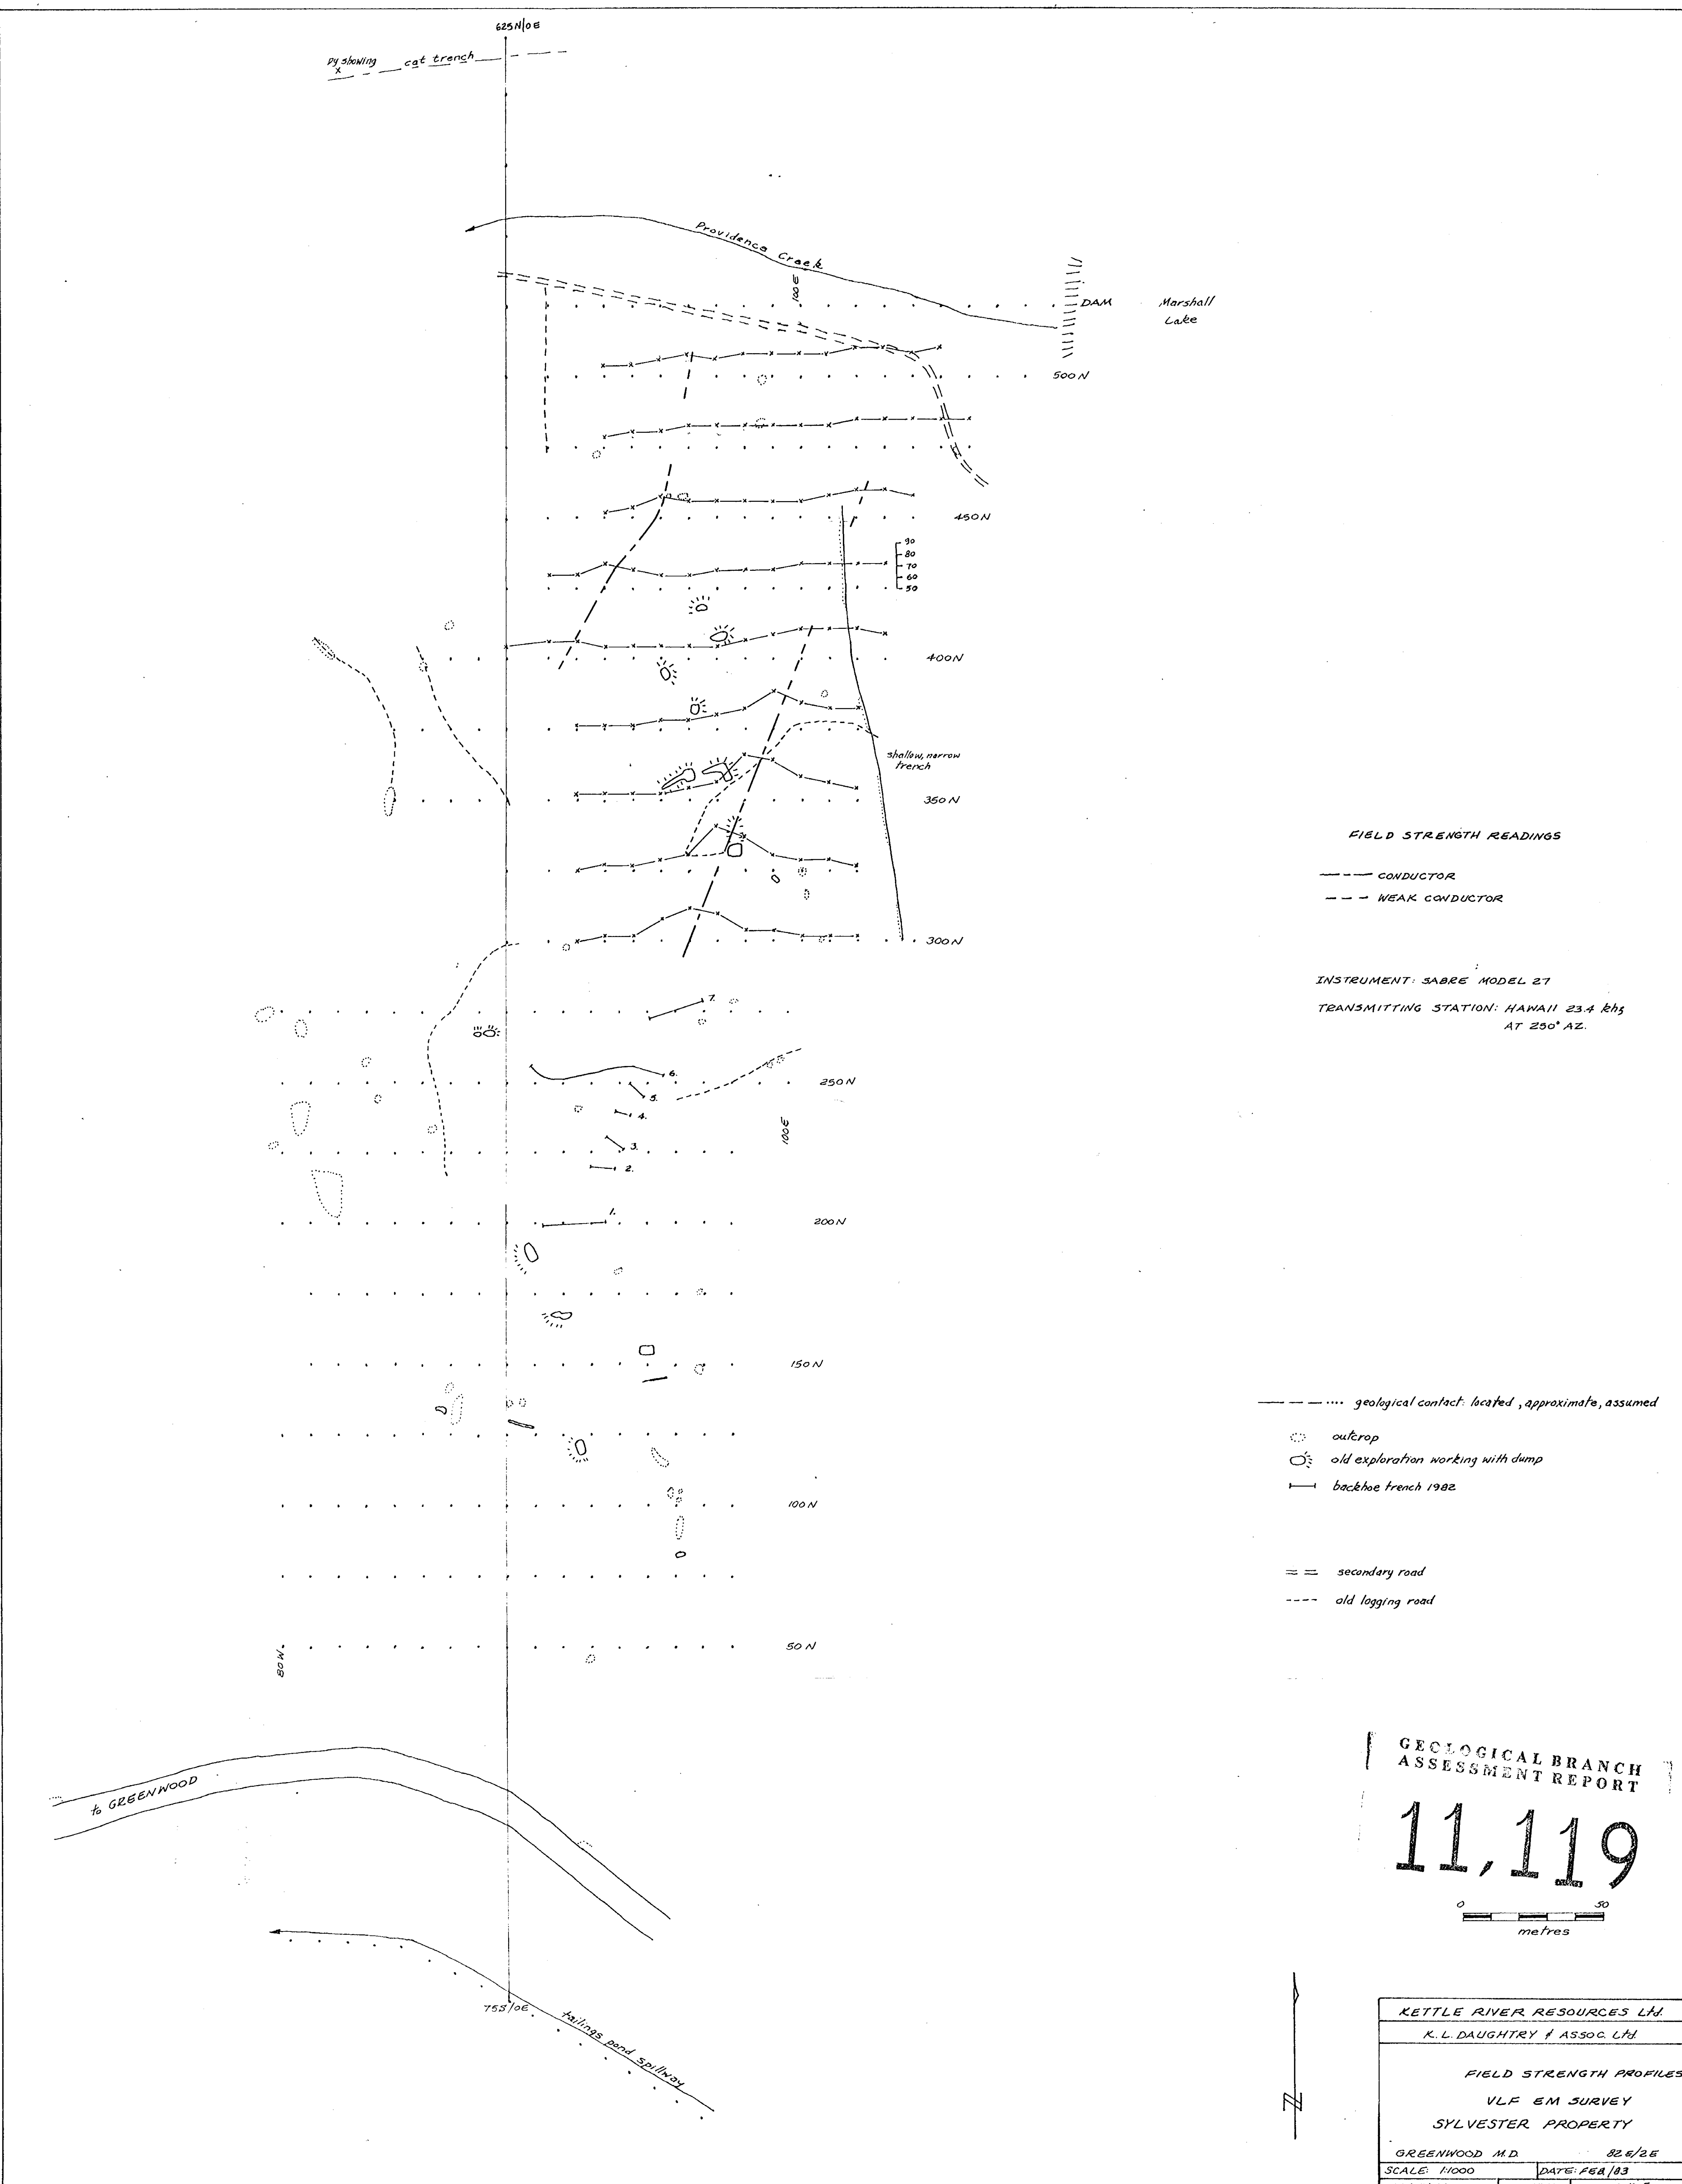 625N/0E
py showing cat trench
x
Providence Creek
100E
DAM
Marshall
Lake
500N
450N
90
80
70
60
50
400N
shallow, narrow
trench
350N
FIELD STRENGTH READINGS
CONDUCTOR
WEAK CONDUCTOR
300N
INSTRUMENT: SABRE MODEL 27
TRANSMITTING STATION: HAWAII 23.4 khz
AT 250° AZ.
7.
6.
250N
5.
4.
100E
3.
2.
1.
200N
150N
geological contact: located, approximate, assumed
outcrop
old exploration working with dump
backhoe trench 1982
100N
secondary road
old logging road
50N
80W
GEOLOGICAL BRANCH
ASSESSMENT REPORT
to GREENWOOD
11,119
0 50
metres
75S/0E
tailings pond spillway
N
KETTLE RIVER RESOURCES Ltd.
K.L. DAUGHTRY & ASSOC. Ltd.
FIELD STRENGTH PROFILES
VLF EM SURVEY
SYLVESTER PROPERTY
GREENWOOD M.D. 82E/2E
SCALE: 1:1000 DATE: FEB/83